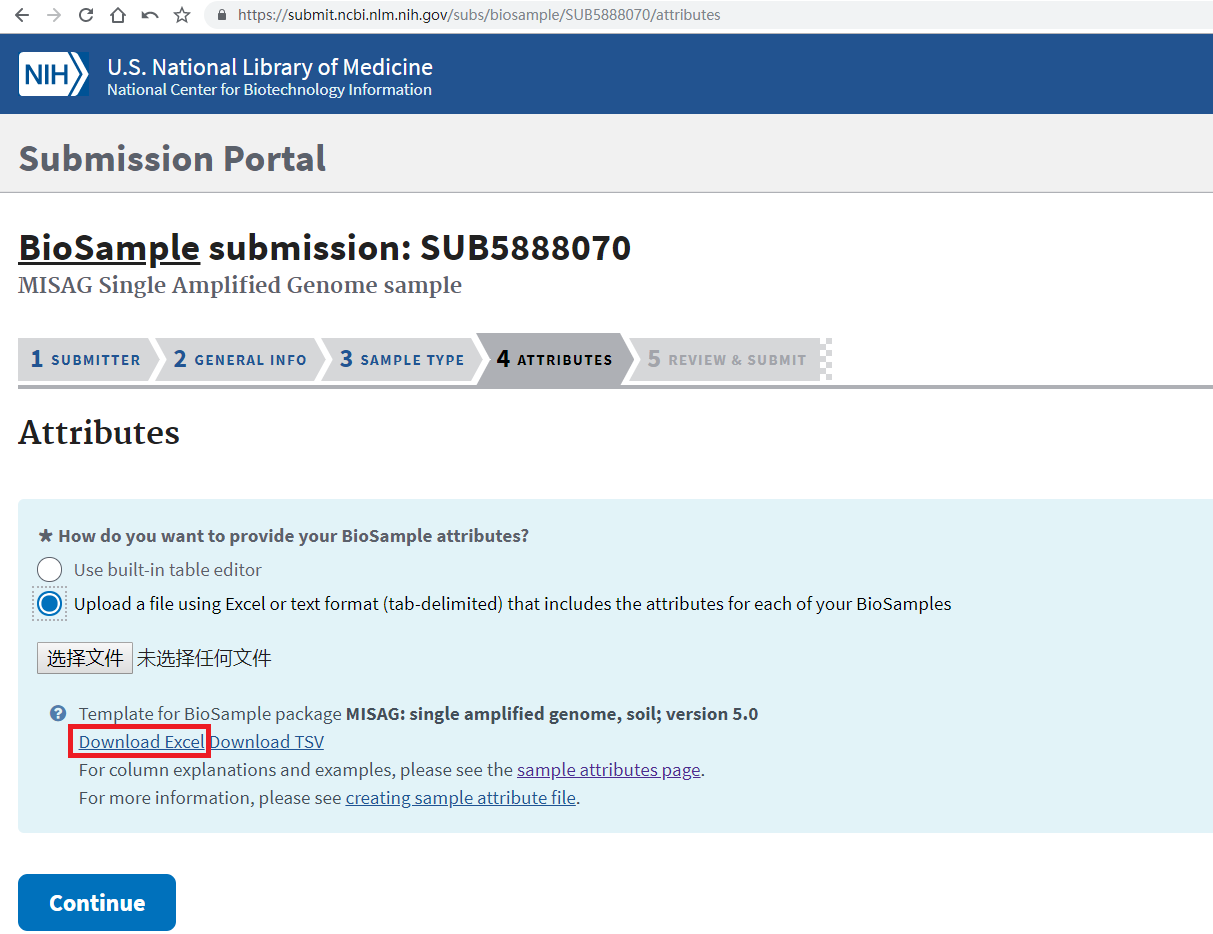 https://submit.ncbi.nlm.nih.gov/subs/biosample/SUB5888070/attributes
NIH
U.S. National Library of Medicine
National Center for Biotechnology Information
Submission Portal
BioSample submission: SUB5888070
MISAG Single Amplified Genome sample
1 SUBMITTER 2 GENERAL INFO 3 SAMPLE TYPE 4 ATTRIBUTES 5 REVIEW & SUBMIT
Attributes
★ How do you want to provide your BioSample attributes?
Use built-in table editor
Upload a file using Excel or text format (tab-delimited) that includes the attributes for each of your BioSamples
选择文件 未选择任何文件
? Template for BioSample package MISAG: single amplified genome, soil; version 5.0
Download Excel Download TSV
For column explanations and examples, please see the sample attributes page.
For more information, please see creating sample attribute file.
Continue